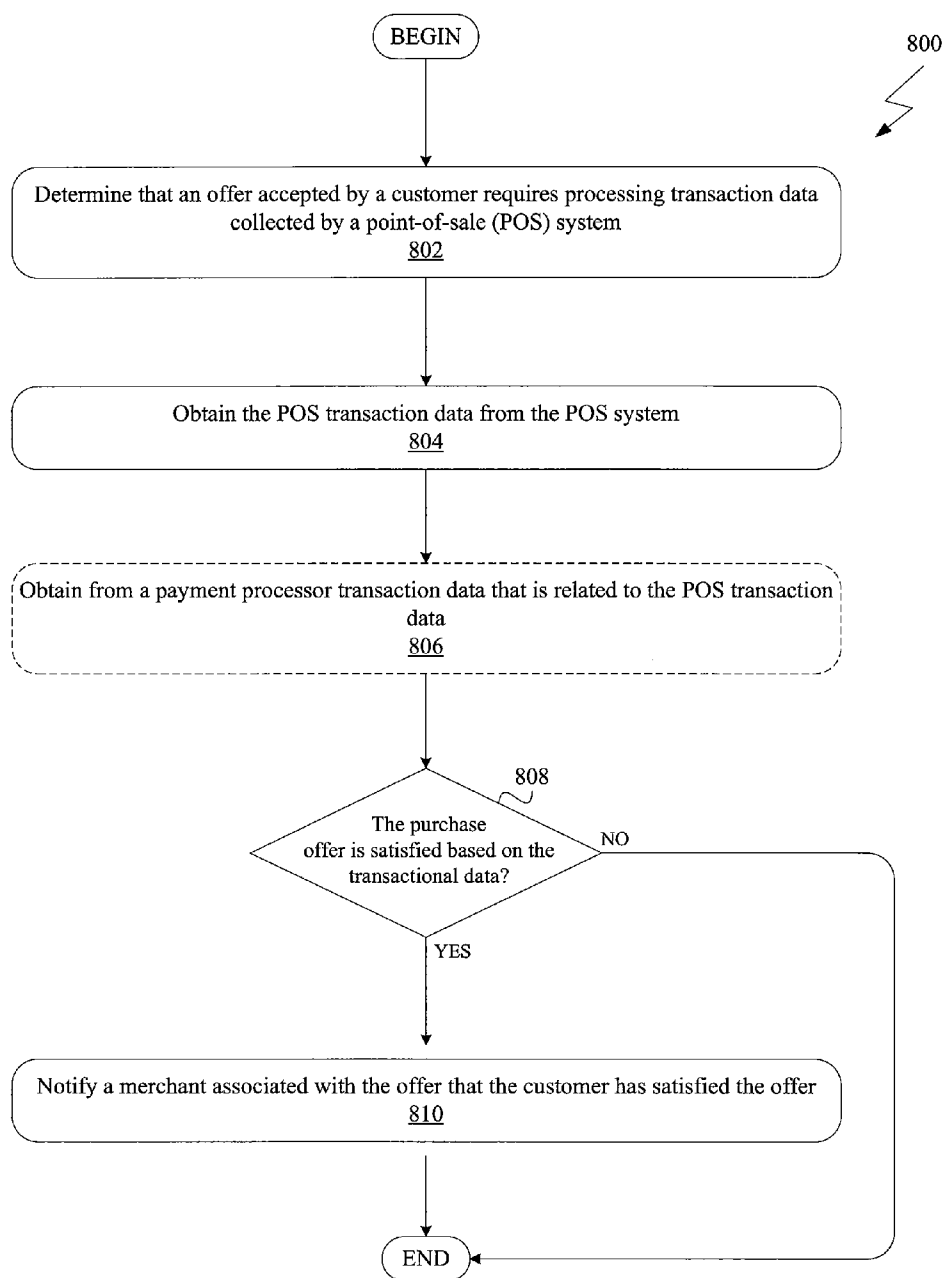 BEGIN
800
Determine that an offer accepted by a customer requires processing transaction data
collected by a point-of-sale (POS) system
802
Obtain the POS transaction data from the POS system
804
Obtain from a payment processor transaction data that is related to the POS transaction
data
806
808
The purchase
offer is satisfied based on the
transactional data?
NO
YES
Notify a merchant associated with the offer that the customer has satisfied the offer
810
END